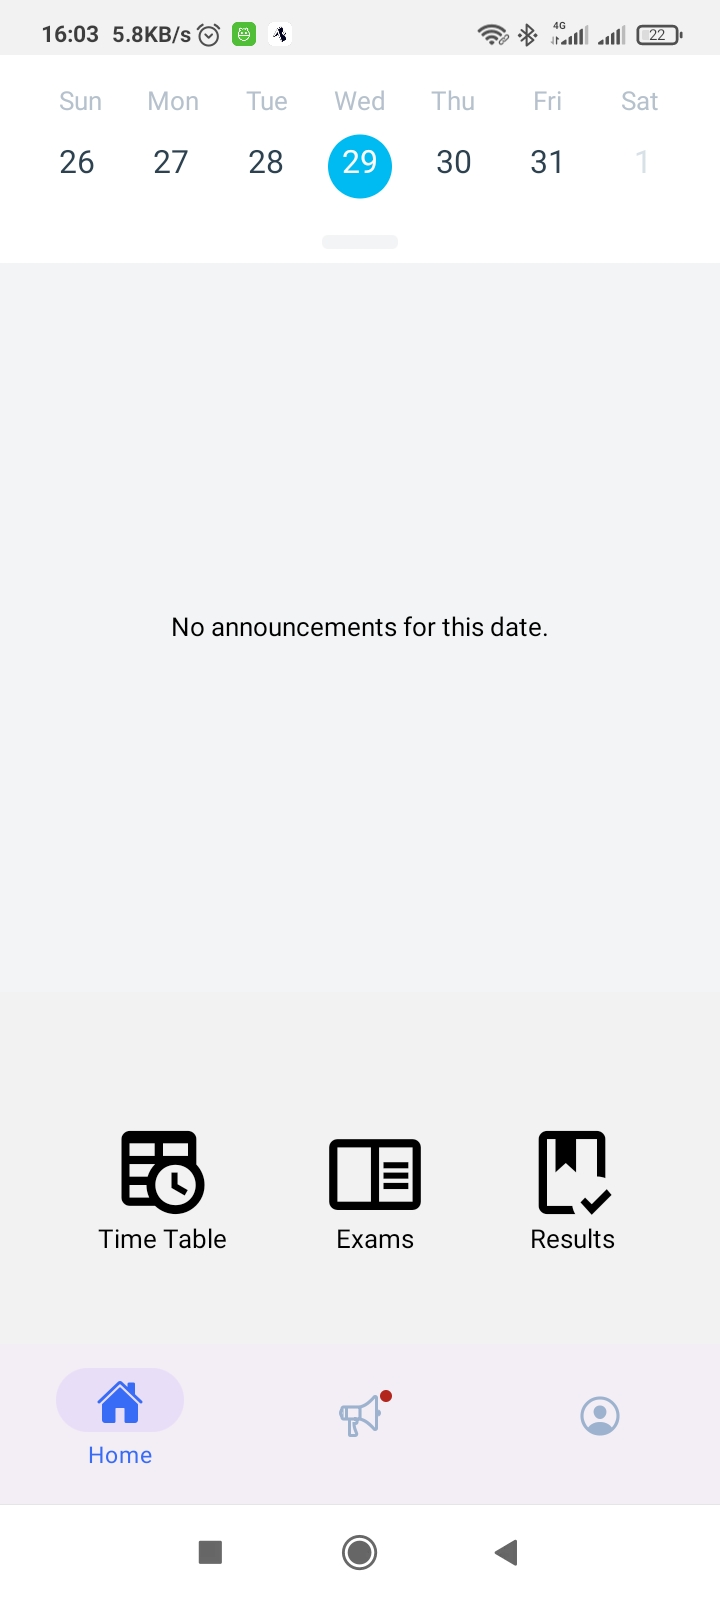 16:03 5.8KB/s 4G 22
Sun Mon Tue Wed Thu Fri Sat
26 27 28 29 30 31 1
No announcements for this date.
Time Table Exams Results
Home